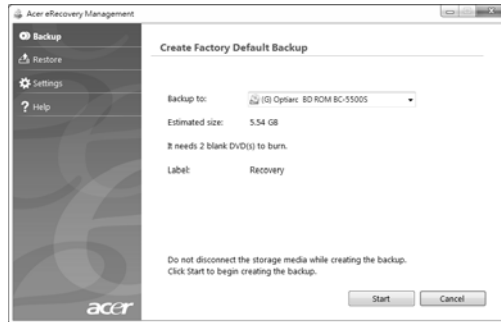 Acer eRecovery Management
Backup
Restore
Settings
Help
Create Factory Default Backup
Backup to: (G) Optiarc BD ROM BC-5500S
Estimated size: 5.54 GB
It needs 2 blank DVD(s) to burn.
Label: Recovery
Do not disconnect the storage media while creating the backup.
Click Start to begin creating the backup.
Start Cancel
acer